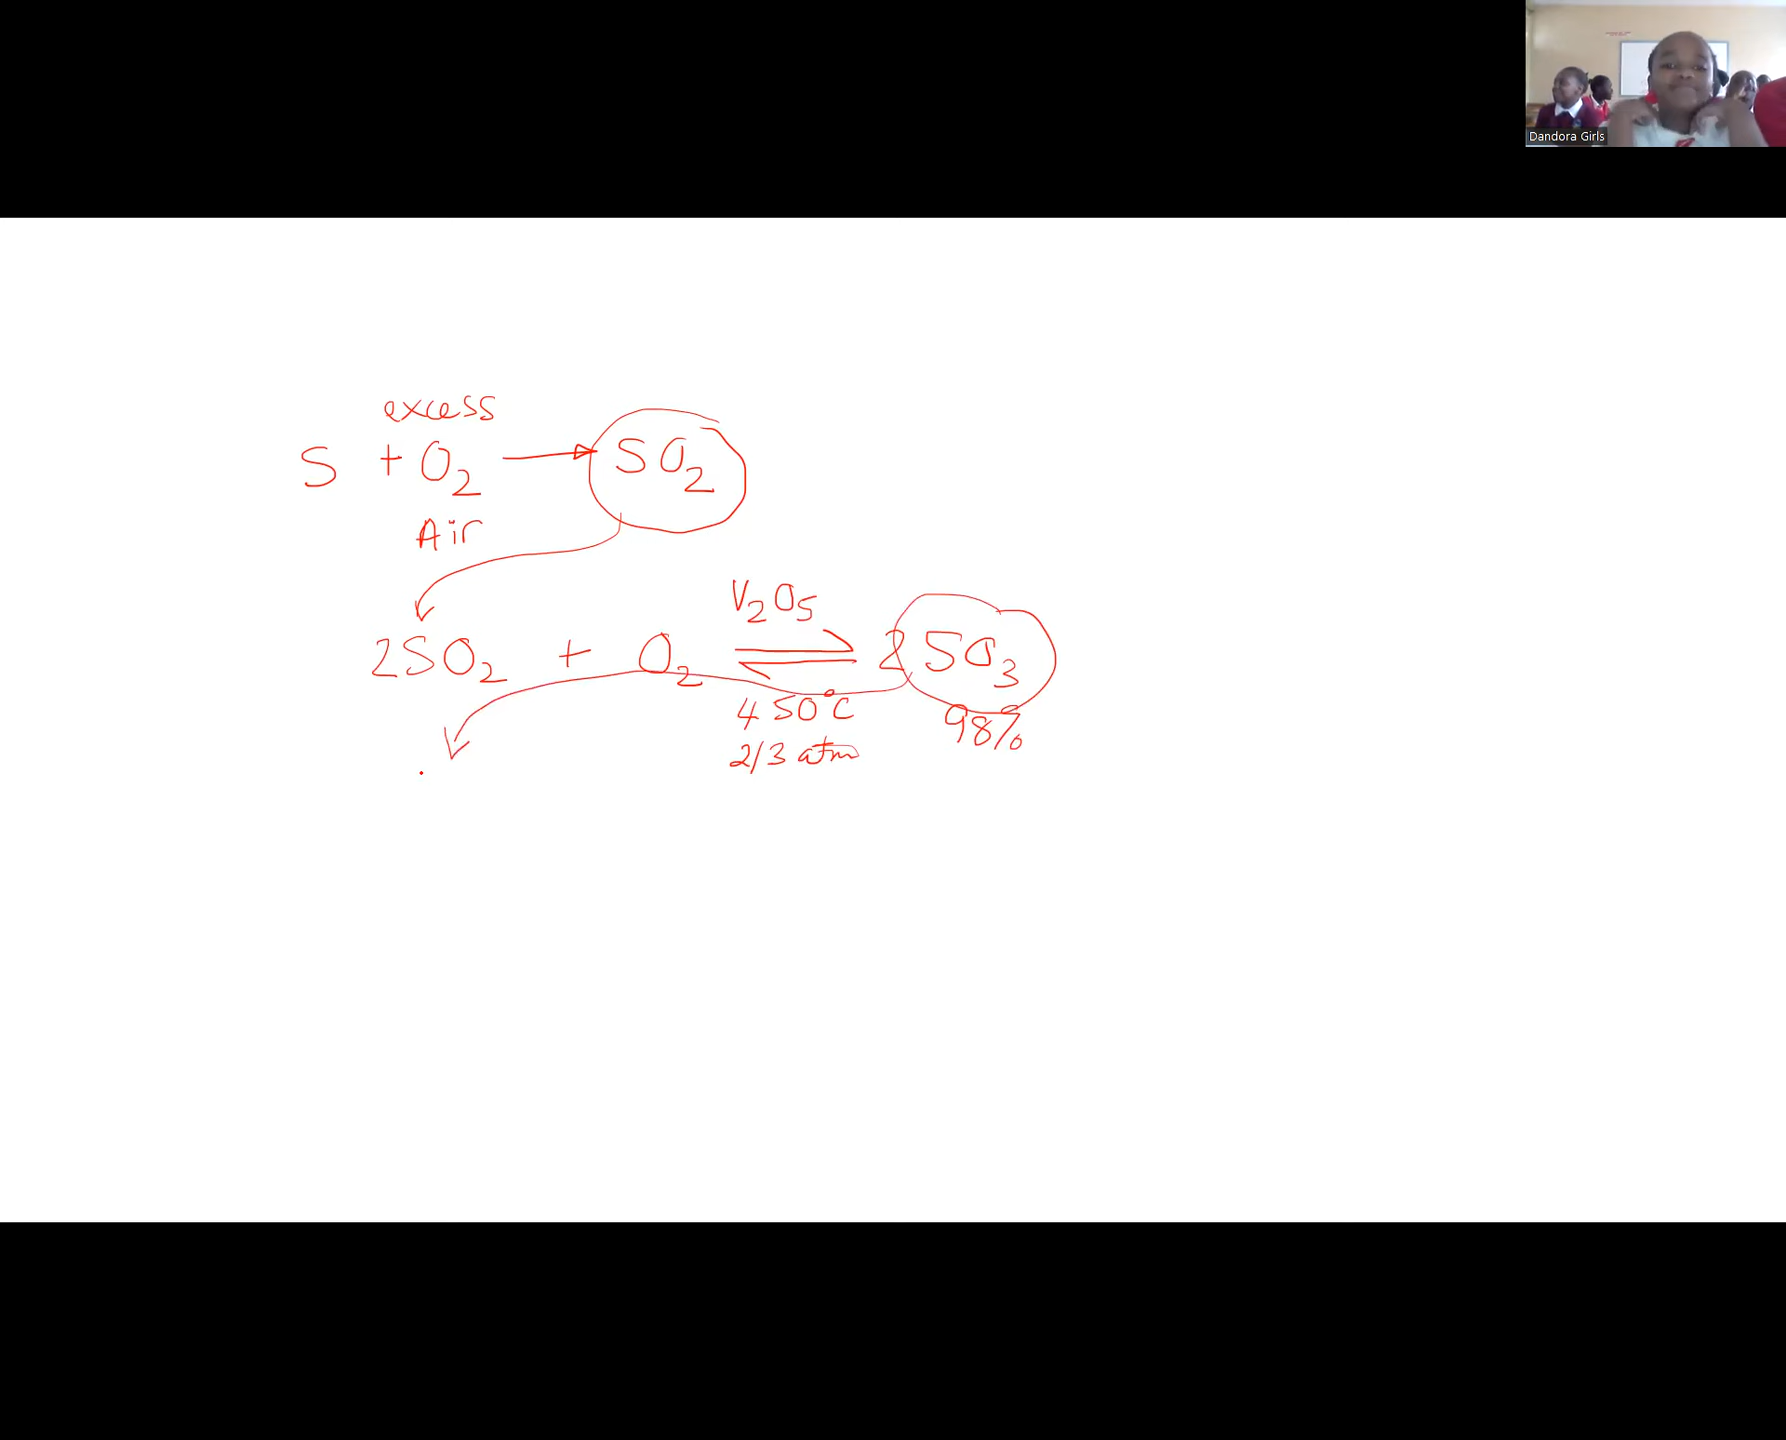 Dandora Girls
excess
S + O₂ → SO₂
Air
V₂O₅
2SO₂ + O₂ ⇌ 2SO₃
450°C 98%
2/3 atm